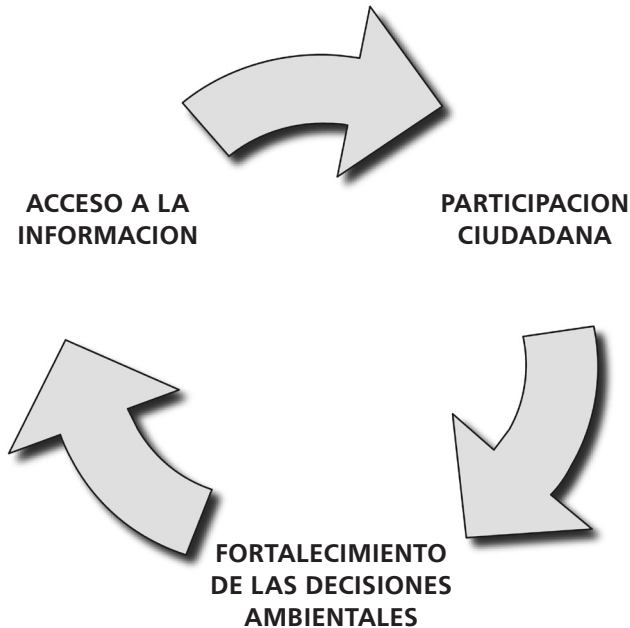 ACCESO A LA
INFORMACION
PARTICIPACION
CIUDADANA
FORTALECIMIENTO
DE LAS DECISIONES
AMBIENTALES